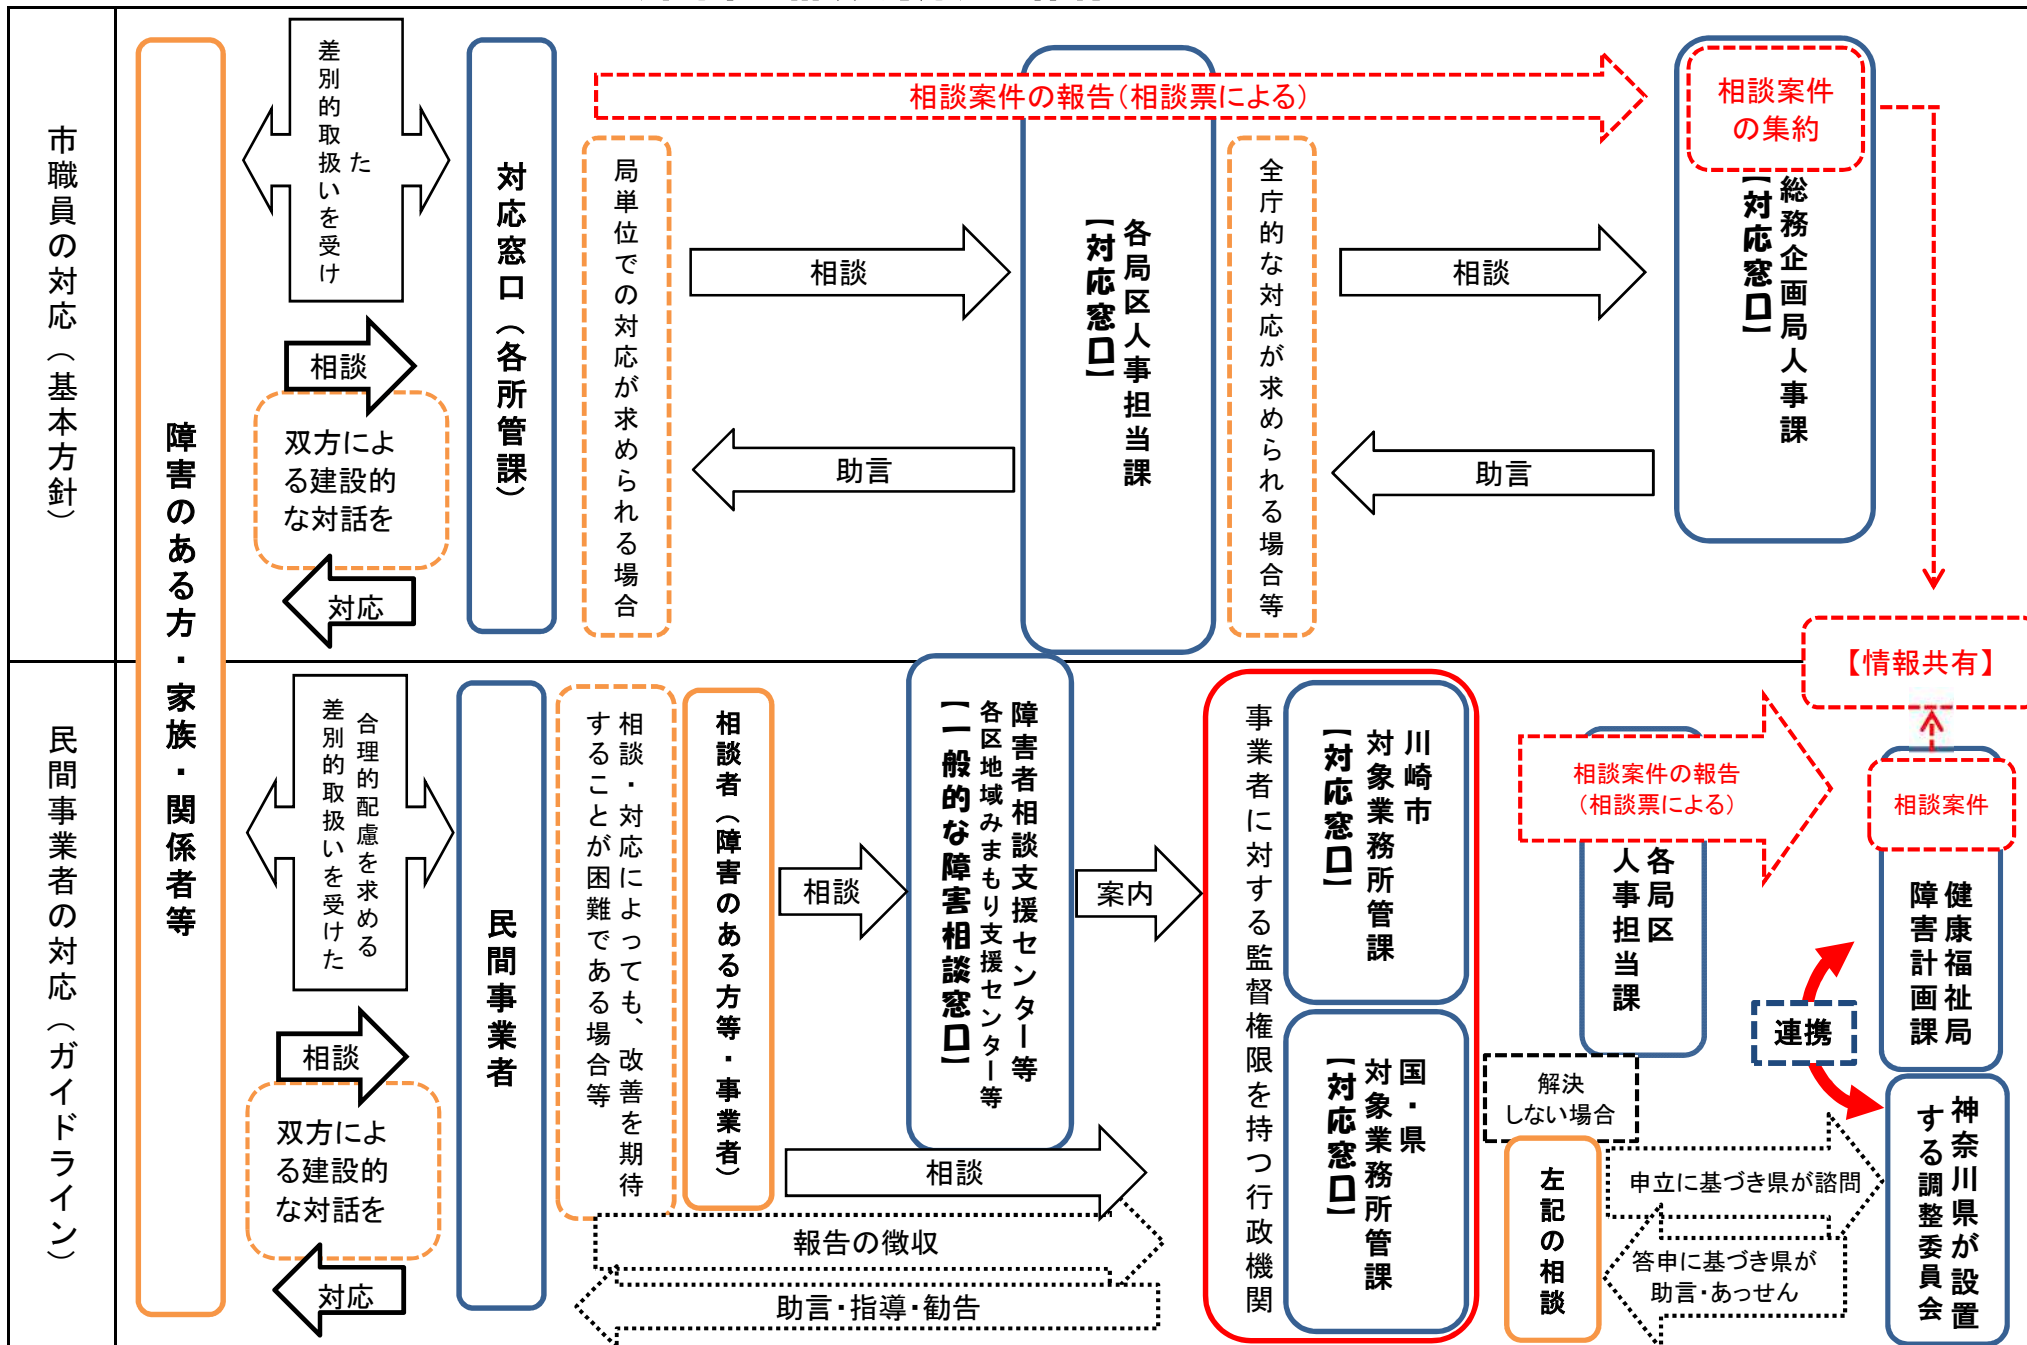 市職員の対応（基本方針）
民間事業者の対応（ガイドライン）
障害のある方・家族・関係者等
差別的取扱いを受け
た
相談
双方によ
る建設的
な対話を
対応
対応窓口（各所管課）
局単位での対応が求められる場合
相談案件の報告（相談票による）
相談
助言
各局区人事担当課
【対応窓口】
全庁的な対応が求められる場合等
相談
助言
相談案件
の集約
総務企画局人事課
【対応窓口】
【情報共有】
合理的配慮を求める
差別的取扱いを受けた
相談
双方によ
る建設的
な対話を
対応
民間事業者
相談・対応によっても、改善を期待
することが困難である場合等
相談者（障害のある方等・事業者）
相談
障害者相談支援センター等
各区地域みまもり支援センター等
【一般的な障害相談窓口】
案内
相談
報告の徴収
助言・指導・勧告
事業者に対する監督権限を持つ行政機関
川崎市
対象業務所管課
【対応窓口】
国・県
対象業務所管課
【対応窓口】
相談案件の報告
（相談票による）
各局区
人事担当課
相談案件
健康福祉局
障害計画課
連携
解決
しない場合
左記の相談
申立に基づき県が諮問
答申に基づき県が
助言・あっせん
神奈川県が設置
する調整委員会